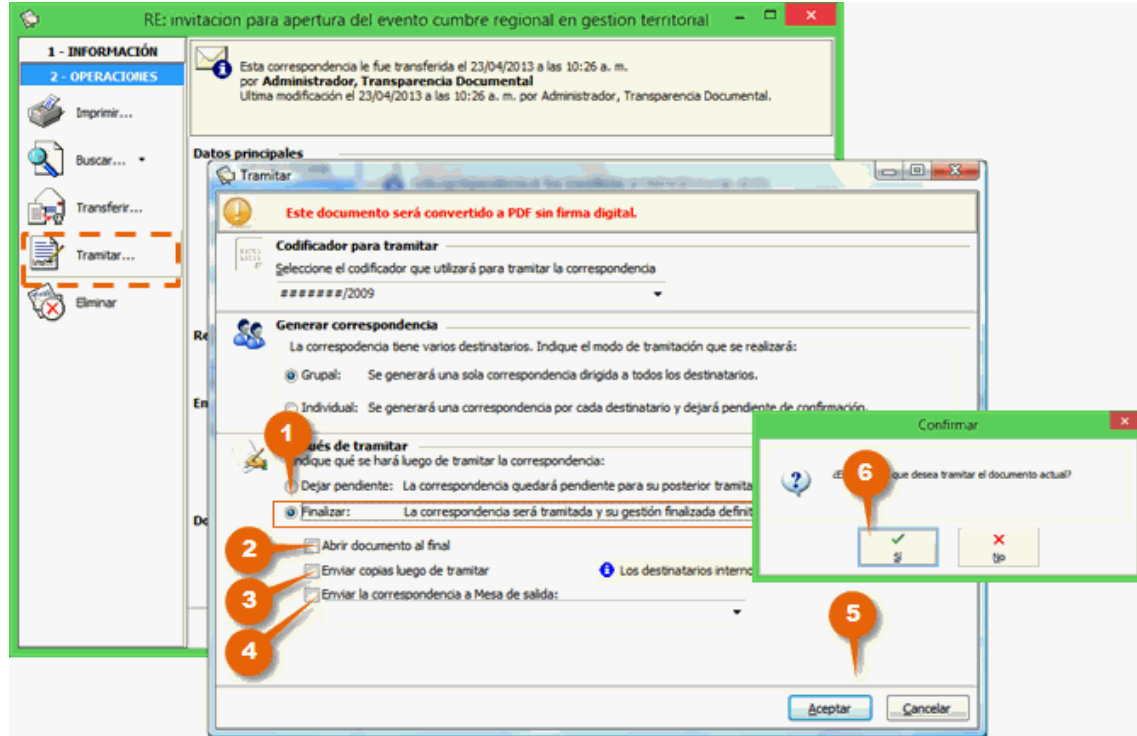 RE: invitacion para apertura del evento cumbre regional en gestion territorial
1 - INFORMACIÓN
2 - OPERACIONES
Imprimir...
Buscar...
Transferir...
Tramitar...
Eliminar
Esta correspondencia le fue transferida el 23/04/2013 a las 10:26 a. m.
por Administrador, Transparencia Documental
Ultima modificación el 23/04/2013 a las 10:26 a. m. por Administrador, Transparencia Documental.
Datos principales
Re
En
De
Tramitar
Este documento será convertido a PDF sin firma digital.
Codificador para tramitar
Seleccione el codificador que utilizará para tramitar la correspondencia
#######/2009
Generar correspondencia
La correspodencia tiene varios destinatarios. Indique el modo de tramitación que se realizará:
Grupal: Se generará una sola correspondencia dirigida a todos los destinatarios.
Individual: Se generará una correspondencia por cada destinatario y dejará pendiente de confirmación.
1
de tramitar
ndique qué se hará luego de tramitar la correspondencia:
Dejar pendiente: La correspondencia quedará pendiente para su posterior tramita
Finalizar: La correspondencia será tramitada y su gestión finalizada definit
2
Abrir documento al final
3
Enviar copias luego de tramitar
Los destinatarios interno
4
Enviar la correspondencia a Mesa de salida:
5
Aceptar
Cancelar
Confirmar
6
que desea tramitar el documento actual?
Sí
No